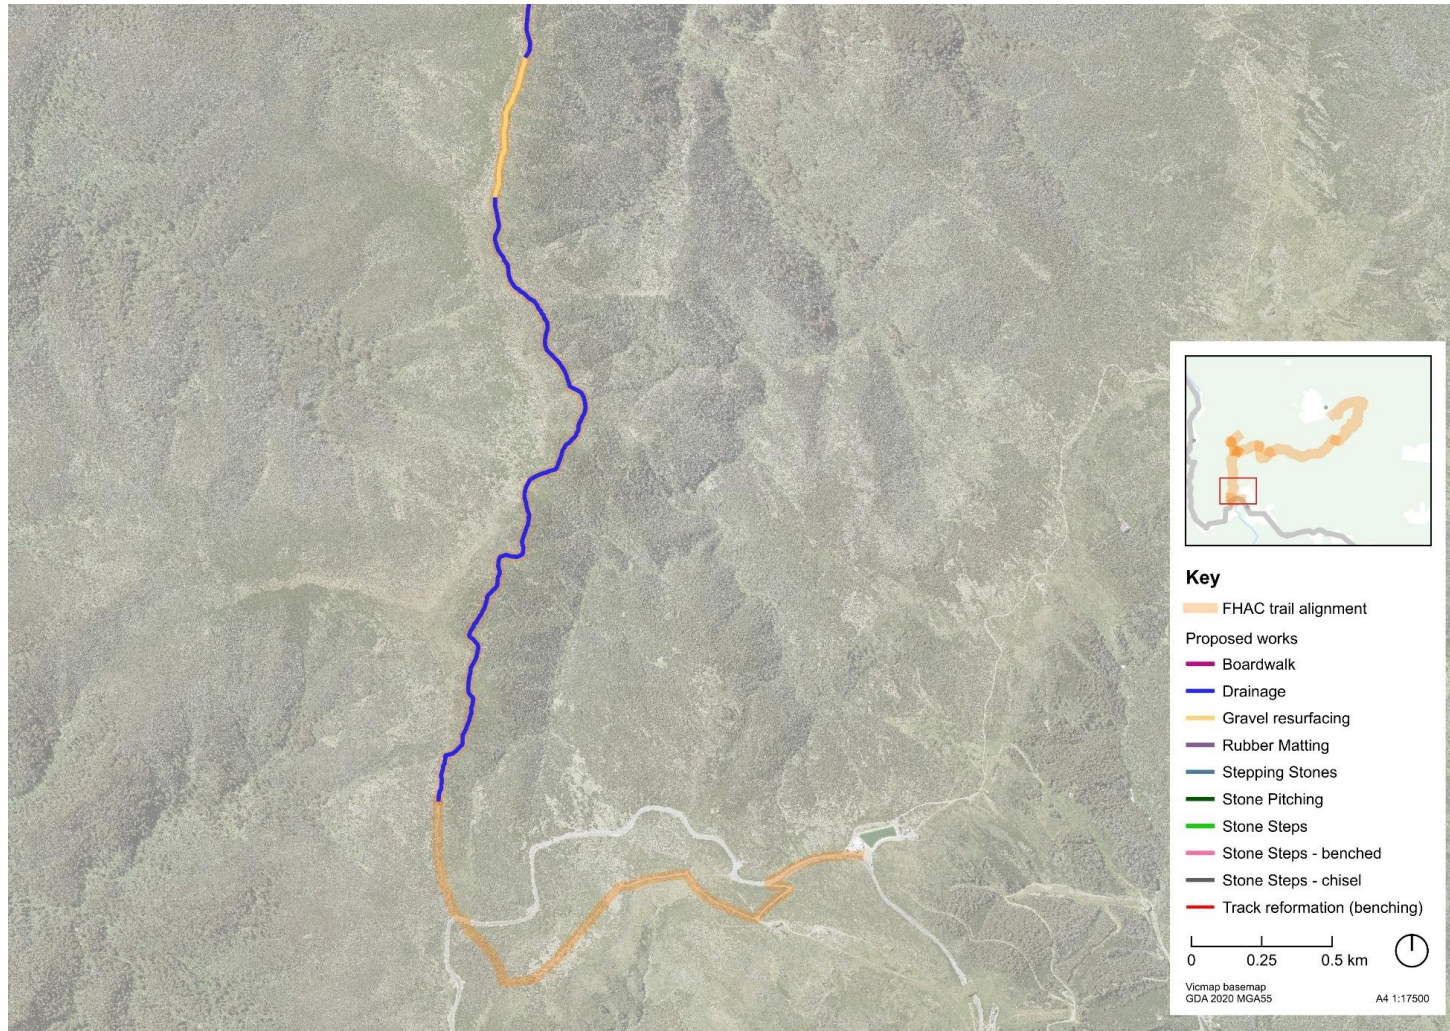 Key
FHAC trail alignment
Proposed works
Boardwalk
Drainage
Gravel resurfacing
Rubber Matting
Stepping Stones
Stone Pitching
Stone Steps
Stone Steps - benched
Stone Steps - chisel
Track reformation (benching)
0 0.25 0.5 km
Vicmap basemap
GDA 2020 MGA55 A4 1:17500